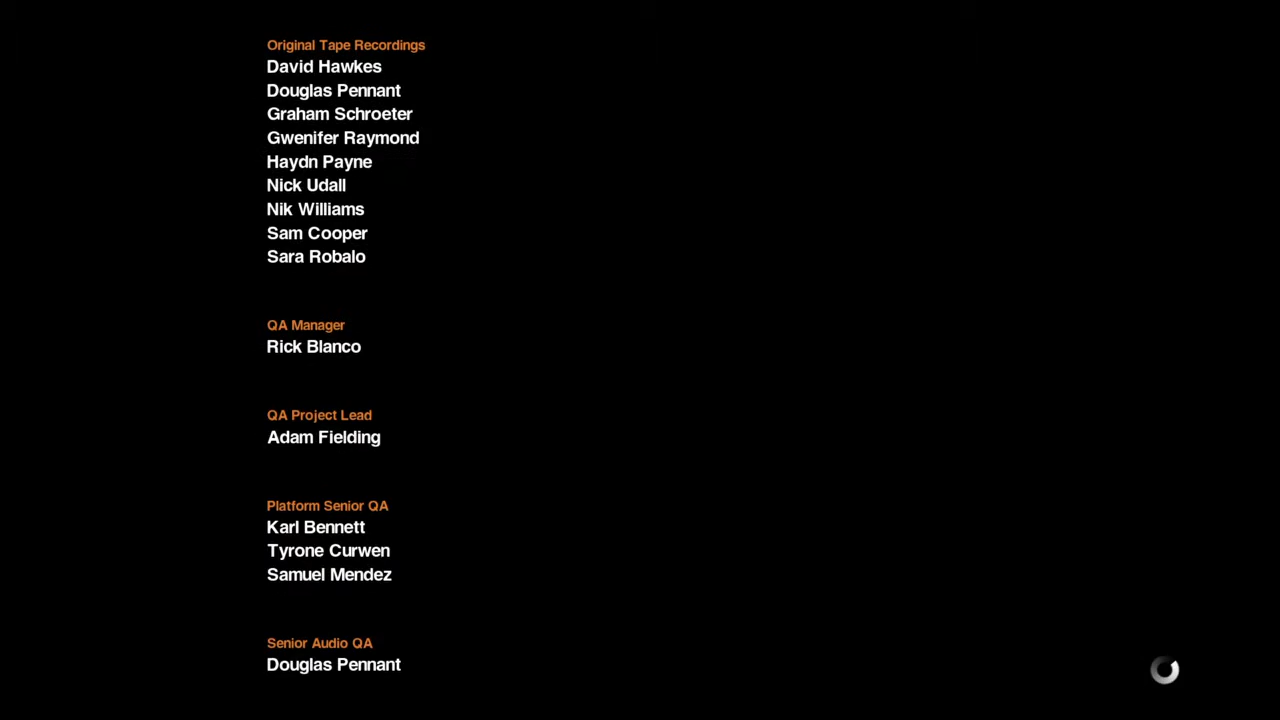 Original Tape Recordings
David Hawkes
Douglas Pennant
Graham Schroeter
Gwenifer Raymond
Haydn Payne
Nick Udall
Nik Williams
Sam Cooper
Sara Robalo
QA Manager
Rick Blanco
QA Project Lead
Adam Fielding
Platform Senior QA
Karl Bennett
Tyrone Curwen
Samuel Mendez
Senior Audio QA
Douglas Pennant